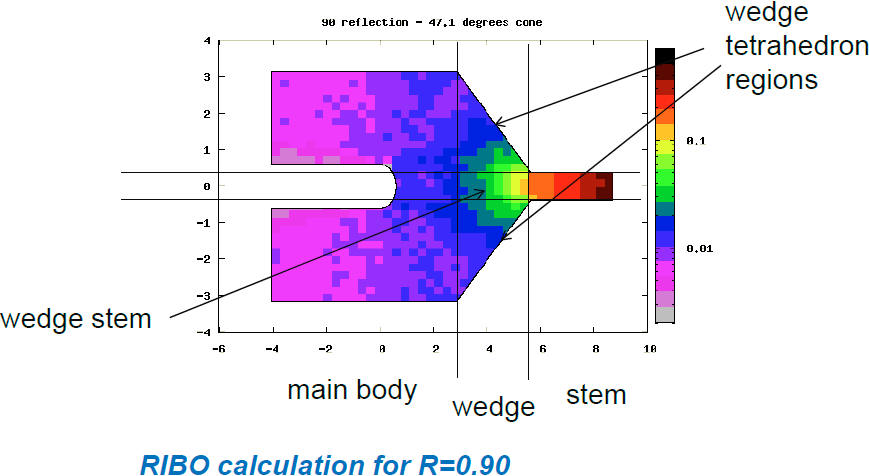 90 reflection - 47.1 degrees cone
wedge
tetrahedron
regions
4
3
2
1
0
-1
-2
-3
-4
0.1
0.01
-6 -4 -2 0 2 4 6 8 10
wedge stem
main body
wedge
stem
RIBO calculation for R=0.90